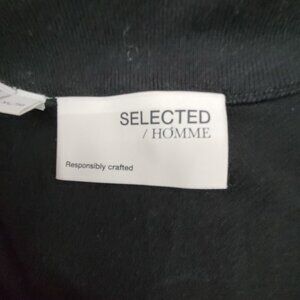 SELECTED
/ HOMME
Responsibly crafted